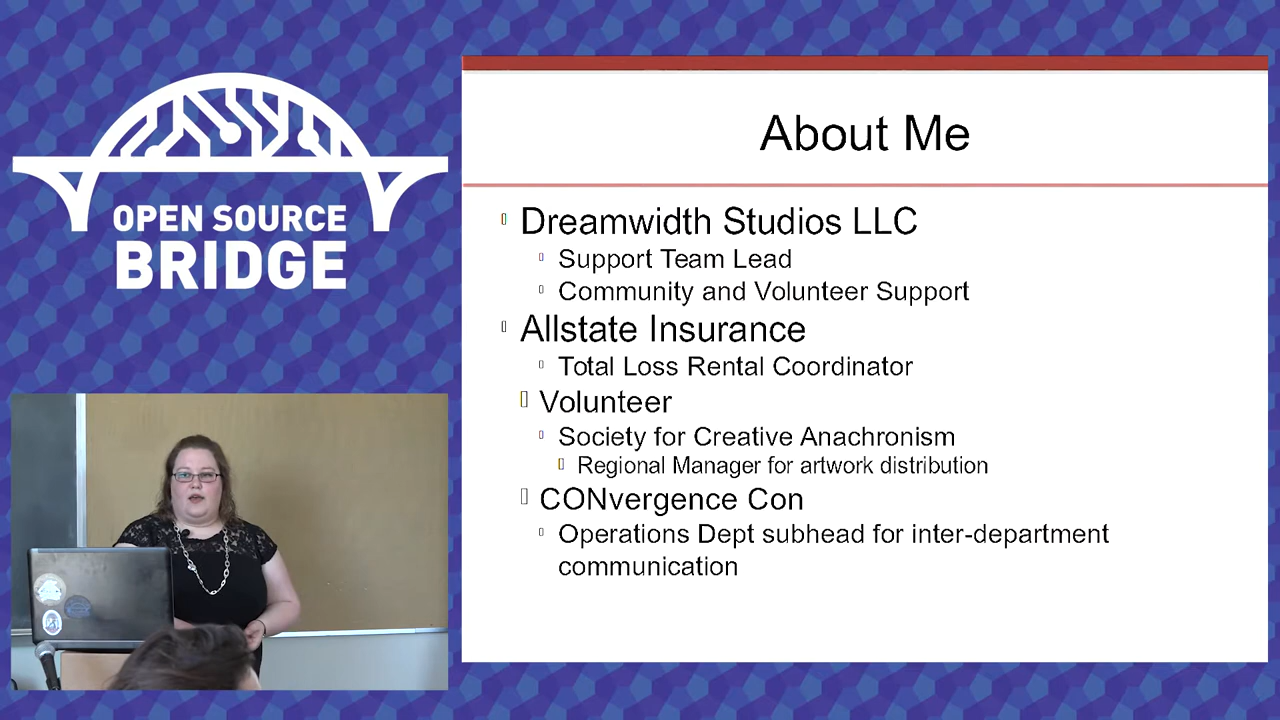 OPEN SOURCE
BRIDGE
About Me
Dreamwidth Studios LLC
Support Team Lead
Community and Volunteer Support
Allstate Insurance
Total Loss Rental Coordinator
Volunteer
Society for Creative Anachronism
Regional Manager for artwork distribution
CONvergence Con
Operations Dept subhead for inter-department
communication